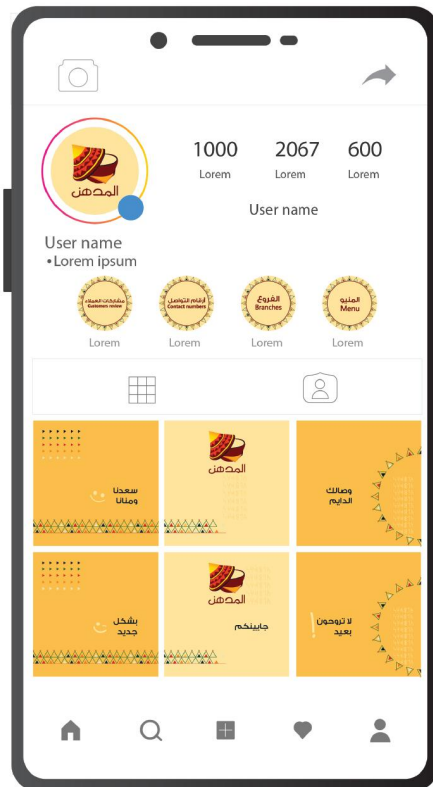 المدهن
1000 2067 600
Lorem Lorem Lorem
User name
User name
•Lorem ipsum
مشاركات العملاء
Customers review
أرقام التواصل
Contact numbers
الفروع
Branches
المنيو
Menu
Lorem Lorem Lorem Lorem
سعدنا
ومنانا
المدهن
وصالك
الدايم
بشكل
جديد
المدهن
جايينكم
لا تروحون
بعيد